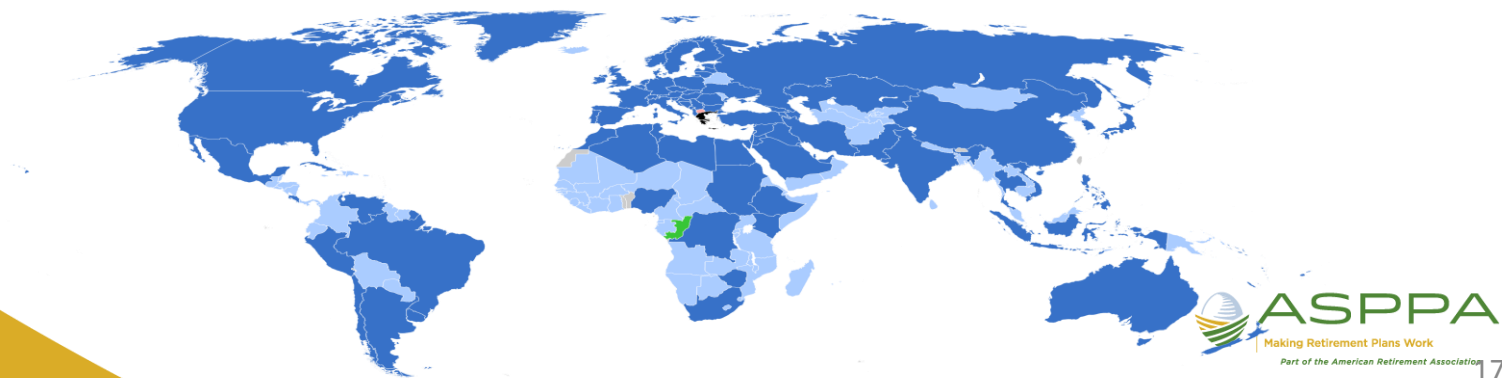 ASPPA
Making Retirement Plans Work
Part of the American Retirement Association
17